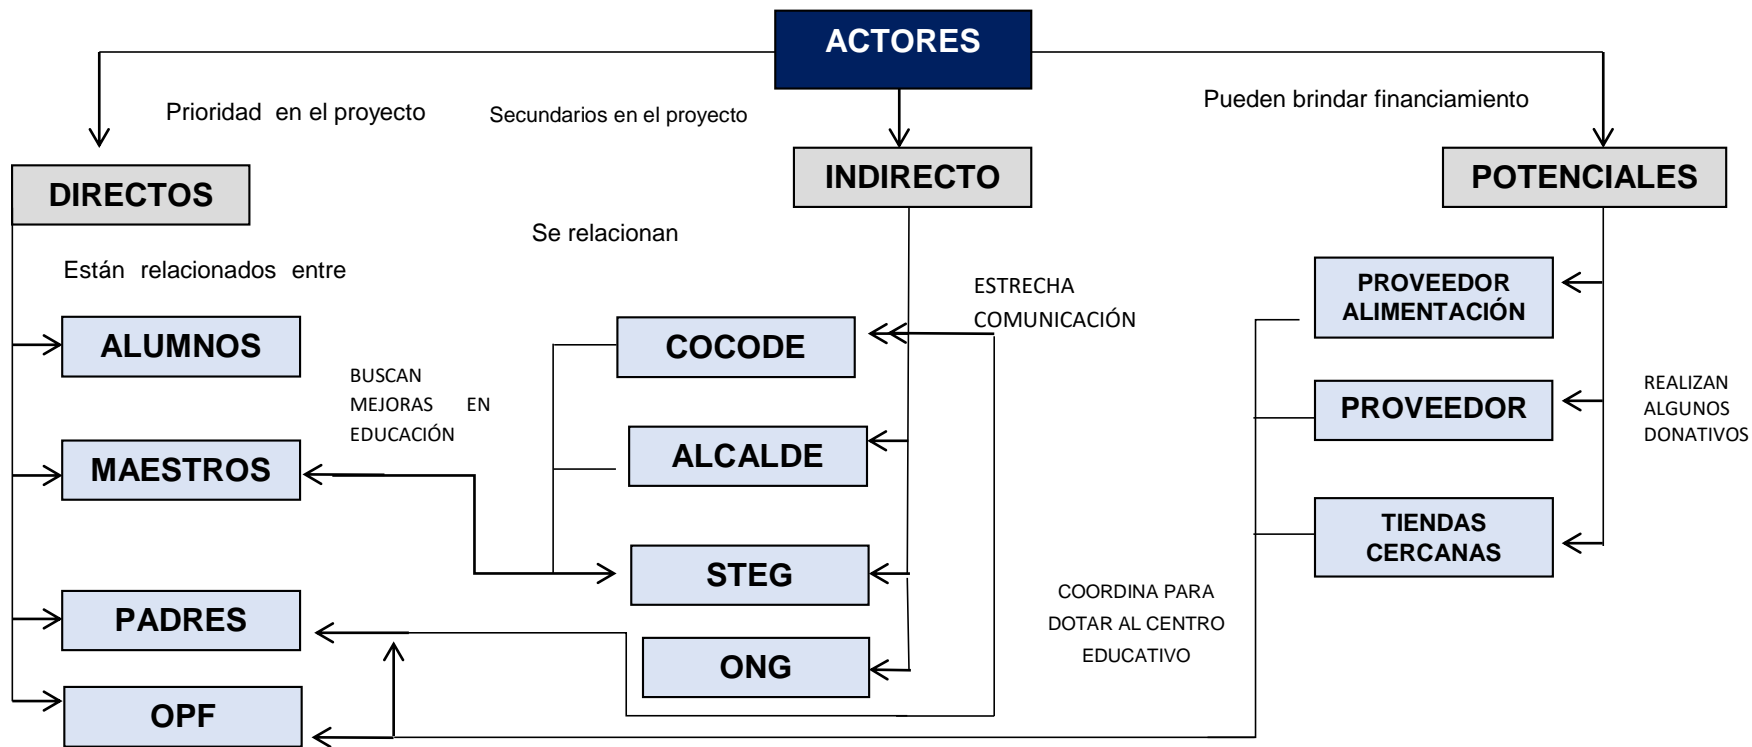 ACTORES
Prioridad en el proyecto
Secundarios en el proyecto
Pueden brindar financiamiento
DIRECTOS
INDIRECTO
POTENCIALES
Se relacionan
Están relacionados entre
ALUMNOS
MAESTROS
PADRES
OPF
BUSCAN
MEJORAS EN
EDUCACIÓN
COCODE
ALCALDE
STEG
ONG
ESTRECHA
COMUNICACIÓN
COORDINA PARA
DOTAR AL CENTRO
EDUCATIVO
PROVEEDOR
ALIMENTACIÓN
PROVEEDOR
TIENDAS
CERCANAS
REALIZAN
ALGUNOS
DONATIVOS